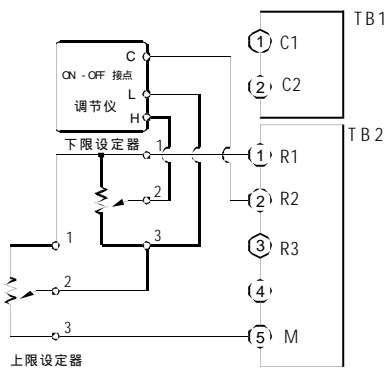 TB1
C
ON - OFF 接点
L
调节仪
H
① C1
② C2
下限设定器
1
2
3
TB2
① R1
② R2
③ R3
④
⑤ M
1
2
3
上限设定器